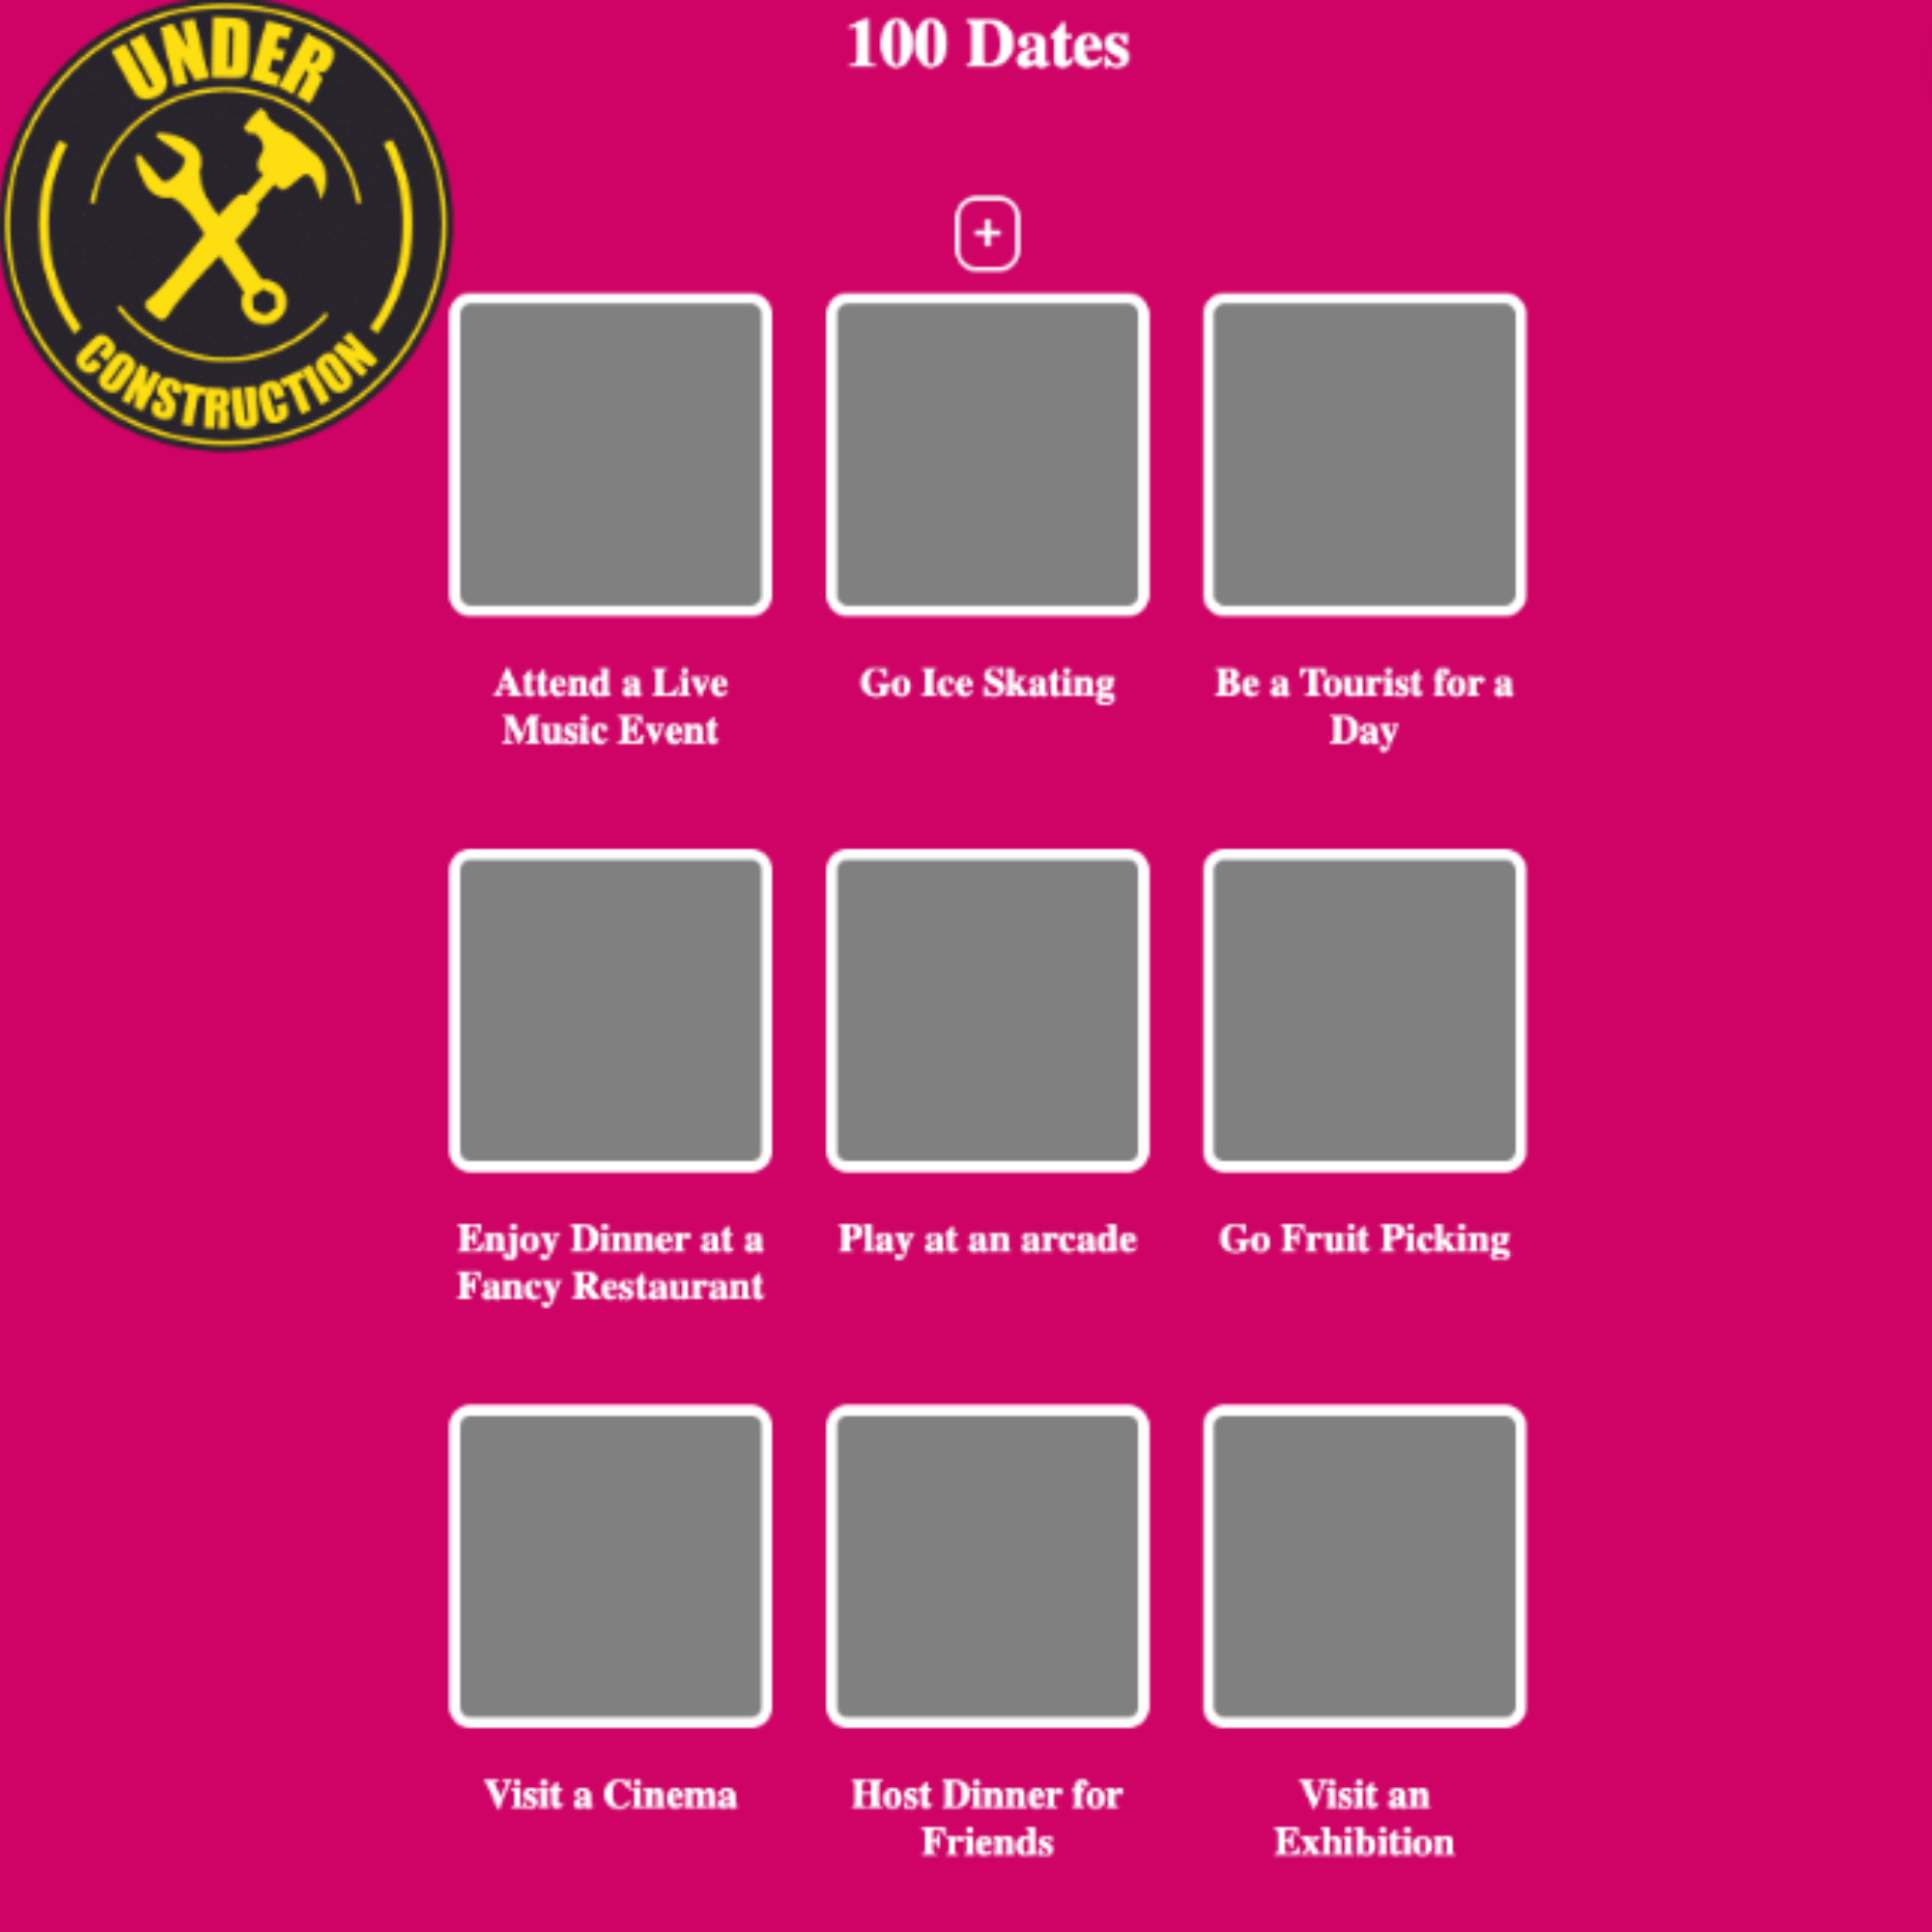 UNDER
CONSTRUCTION
100 Dates
+
Attend a Live
Music Event
Go Ice Skating
Be a Tourist for a
Day
Enjoy Dinner at a
Fancy Restaurant
Play at an arcade
Go Fruit Picking
Visit a Cinema
Host Dinner for
Friends
Visit an
Exhibition